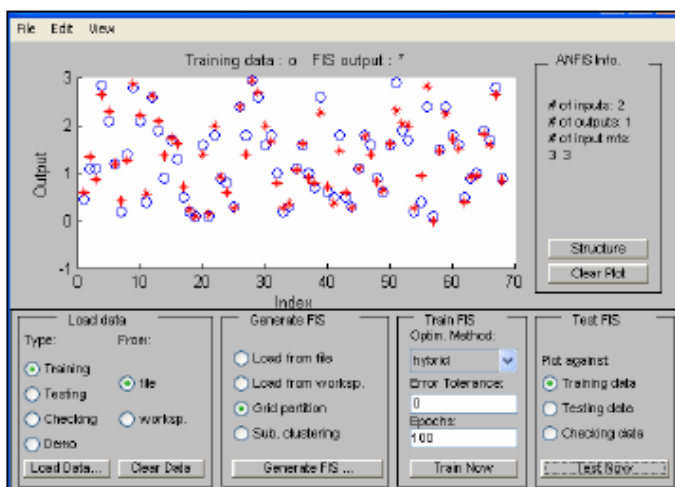 File Edit View
Training data : o FIS output : *
3
2
1
0
-1
Output
0 10 20 30 40 50 60 70
Index
ANFIS Info.
# of inputs: 2
# of outputs: 1
# of input mfs:
3 3
Structure
Clear Plot
Load data
Type: From:
Training
Testing
Checking
Demo
file
worksp.
Load Data... Clear Data
Generate FIS
Load from file
Load from worksp.
Grid partition
Sub. clustering
Generate FIS ...
Train FIS
Optim. Method:
hybrid
Error Tolerance:
0
Epochs:
100
Train Now
Test FIS
Plot against:
Training data
Testing data
Checking data
Test Now